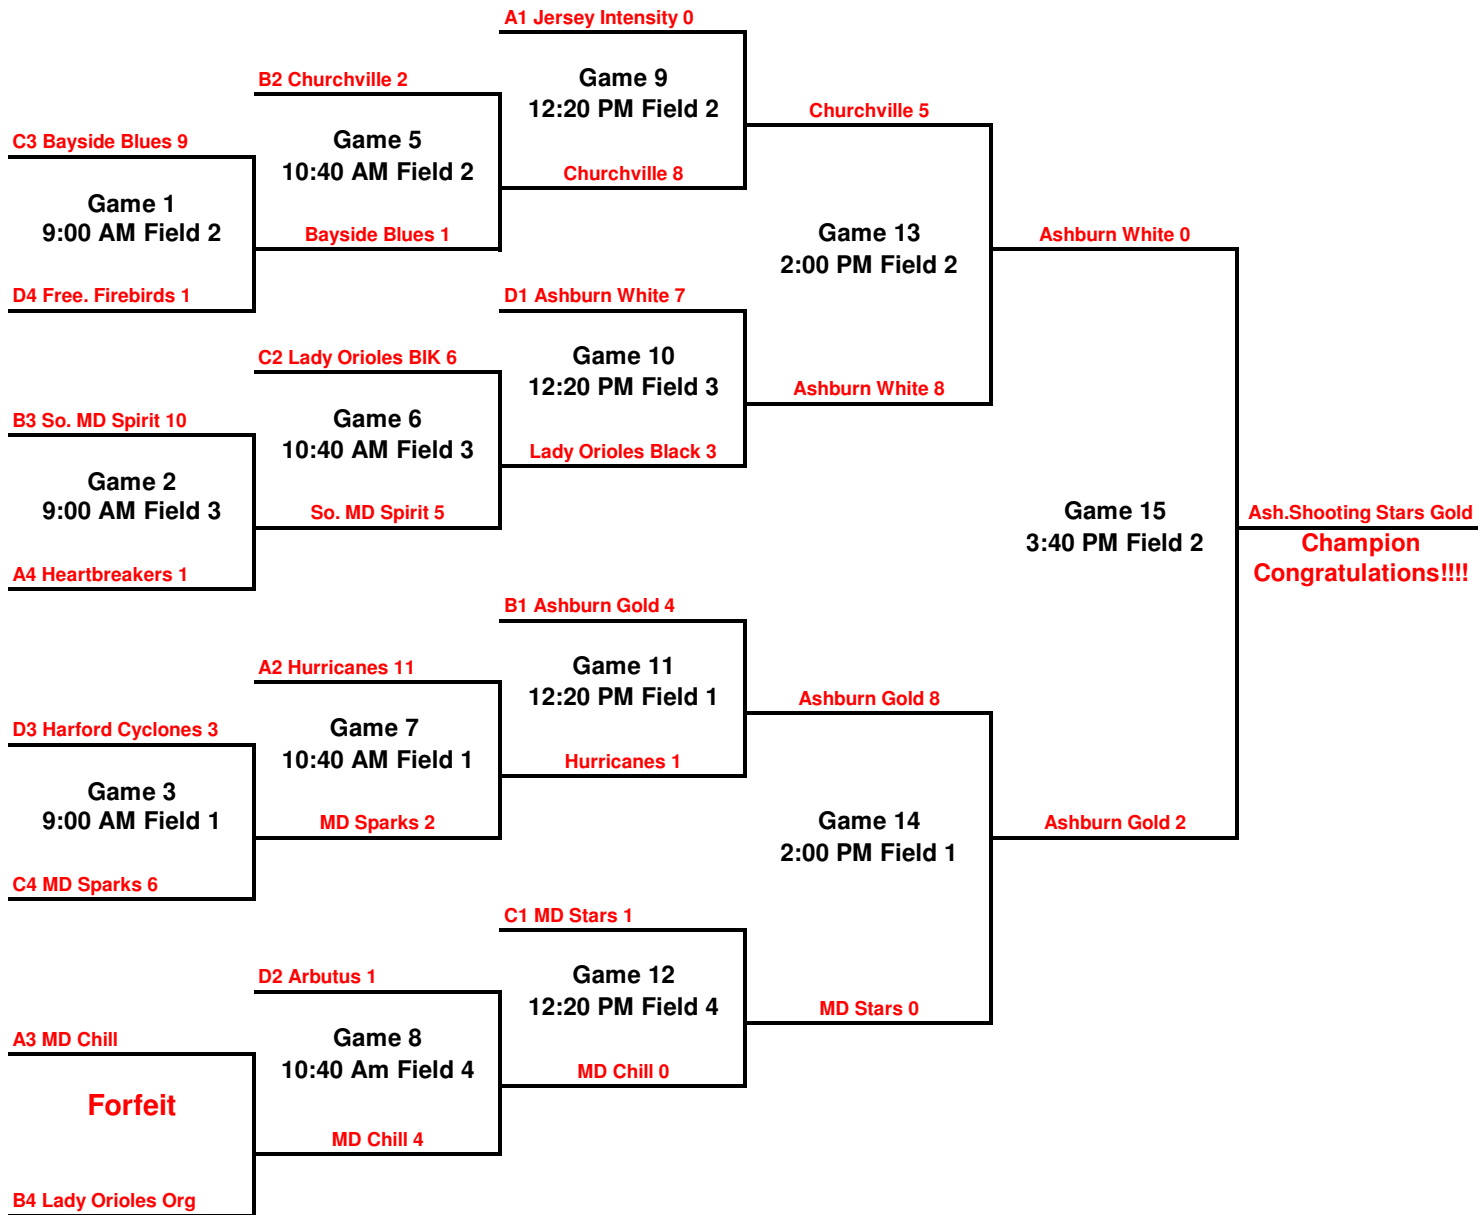 A1 Jersey Intensity 0
B2 Churchville 2
Game 9
12:20 PM Field 2
Churchville 5
C3 Bayside Blues 9
Game 5
10:40 AM Field 2
Churchville 8
Game 1
9:00 AM Field 2
Bayside Blues 1
Game 13
2:00 PM Field 2
Ashburn White 0
D4 Free. Firebirds 1
D1 Ashburn White 7
C2 Lady Orioles BlK 6
Game 10
12:20 PM Field 3
Ashburn White 8
B3 So. MD Spirit 10
Game 6
10:40 AM Field 3
Lady Orioles Black 3
Game 2
9:00 AM Field 3
So. MD Spirit 5
Game 15
3:40 PM Field 2
Ash.Shooting Stars Gold
Champion
Congratulations!!!!
A4 Heartbreakers 1
B1 Ashburn Gold 4
A2 Hurricanes 11
Game 11
12:20 PM Field 1
Ashburn Gold 8
D3 Harford Cyclones 3
Game 7
10:40 AM Field 1
Hurricanes 1
Game 3
9:00 AM Field 1
MD Sparks 2
Game 14
2:00 PM Field 1
Ashburn Gold 2
C4 MD Sparks 6
C1 MD Stars 1
D2 Arbutus 1
Game 12
12:20 PM Field 4
MD Stars 0
A3 MD Chill
Game 8
10:40 Am Field 4
MD Chill 0
Forfeit
MD Chill 4
B4 Lady Orioles Org